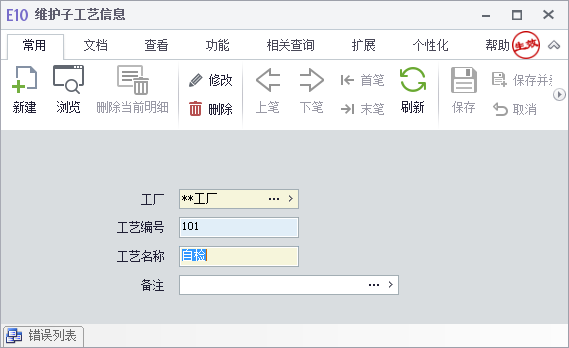 E10 维护子工艺信息
常用 文档 查看 功能 相关查询 扩展 个性化 帮助 生效
新建 浏览 删除当前明细 修改 删除 上笔 下笔 首笔 末笔 刷新 保存 保存并 取消
工厂 **工厂 ...
工艺编号 101
工艺名称 自检
备注 ...
错误列表